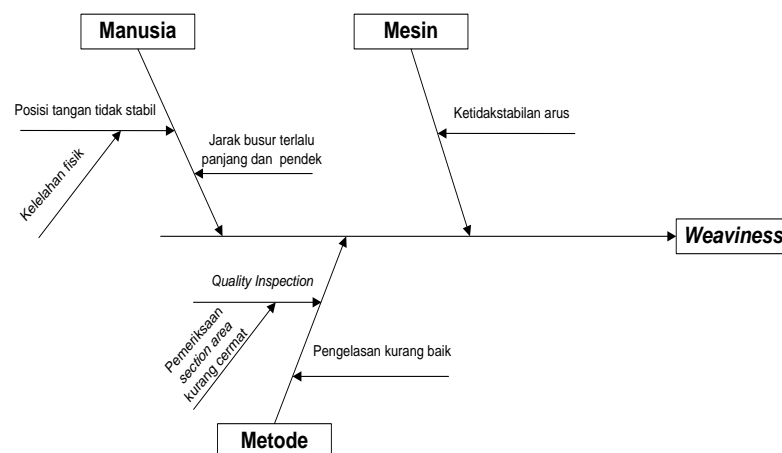 Manusia
Mesin
Posisi tangan tidak stabil
Ketidakstabilan arus
Jarak busur terlalu
panjang dan pendek
Kelelahan fisik
Weaviness
Quality Inspection
Pemeriksaan
section area
kurang cermat
Pengelasan kurang baik
Metode